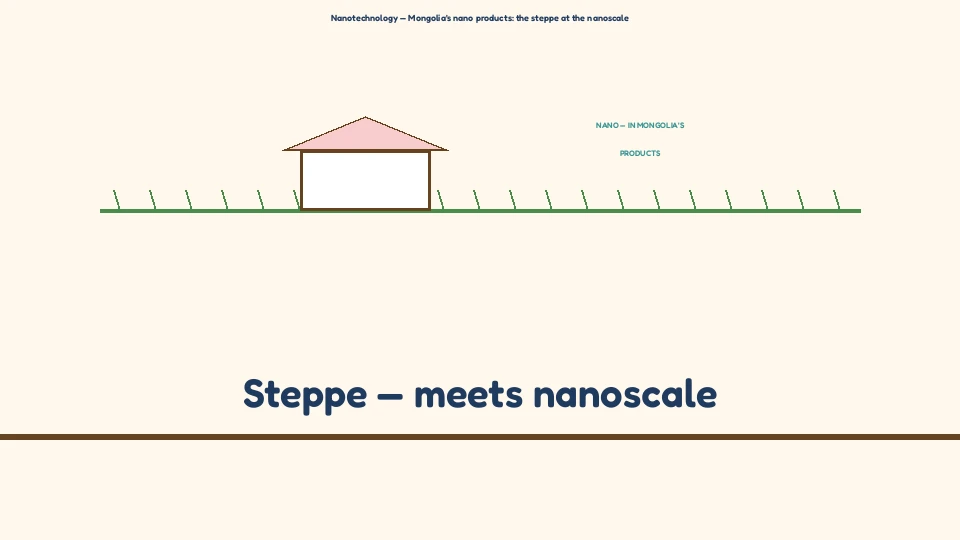 Nanotechnology — Mongolia's nano products: the steppe at the nanoscale
NANO — IN MONGOLIA'S
PRODUCTS
Steppe — meets nanoscale